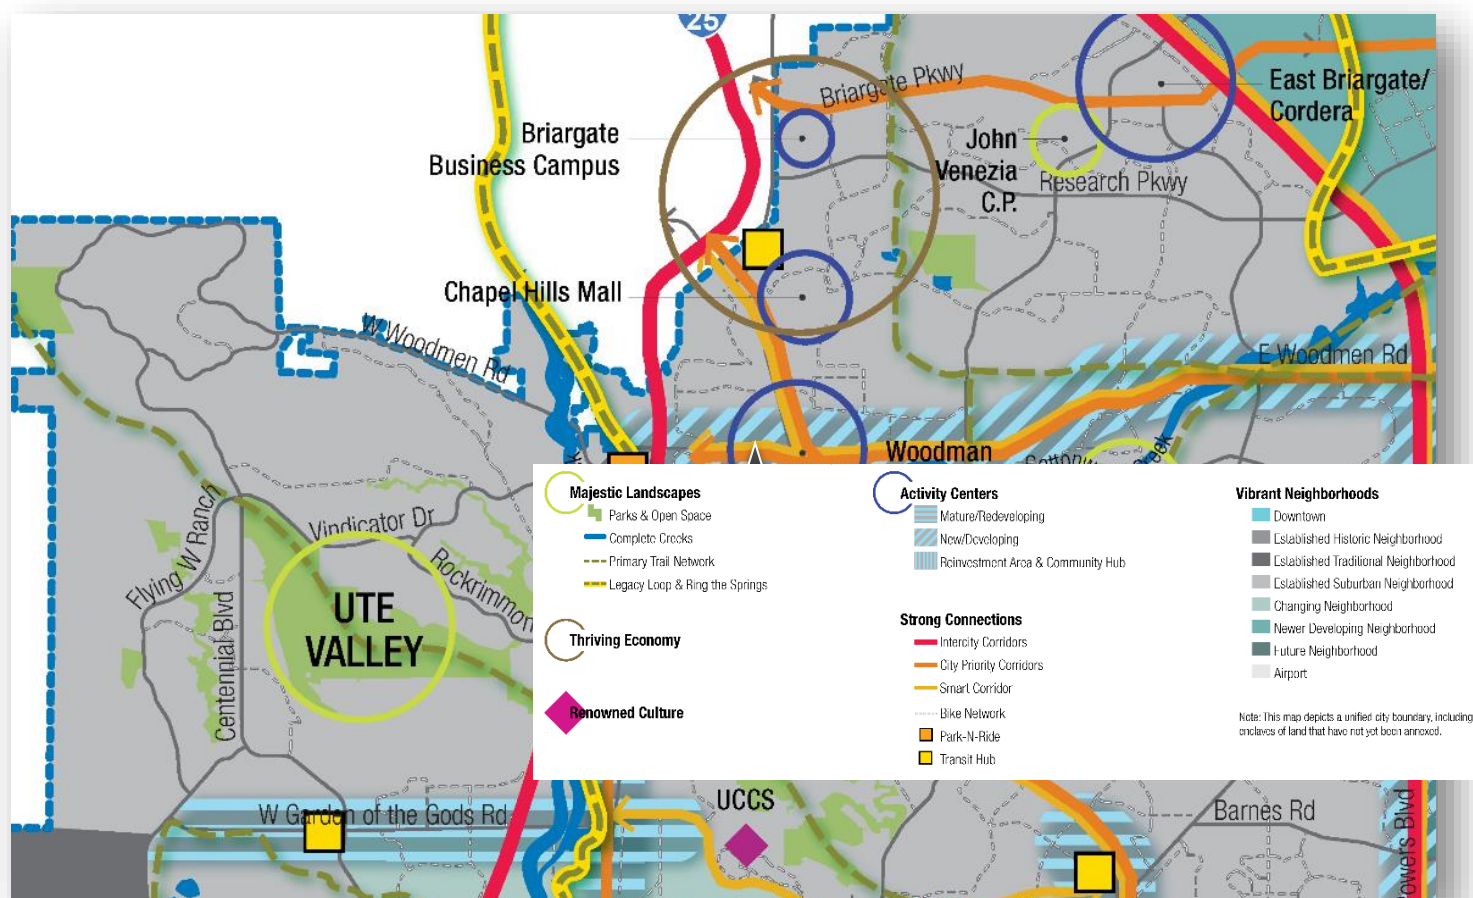 25
Briargate Pkwy
East Briargate/
Cordera
Briargate
Business Campus
John
Venezia
C.P.
Research Pkwy
Chapel Hills Mall
W Woodmen Rd
E Woodmen Rd
Woodman
Creek
Flying W Ranch
Vindicator Dr
Rockrimmon
Centennial Blvd
UTE
VALLEY
Majestic Landscapes
Parks & Open Space
Complete Creeks
Primary Trail Network
Legacy Loop & Ring the Springs
Thriving Economy
Renowned Culture
Activity Centers
Mature/Redeveloping
New/Developing
Reinvestment Area & Community Hub
Strong Connections
Intercity Corridors
City Priority Corridors
Smart Corridor
Bike Network
Park-N-Ride
Transit Hub
Vibrant Neighborhoods
Downtown
Established Historic Neighborhood
Established Traditional Neighborhood
Established Suburban Neighborhood
Changing Neighborhood
Newer Developing Neighborhood
Future Neighborhood
Airport
Note: This map depicts a unified city boundary, including
enclaves of land that have not yet been annexed.
W Garden of the Gods Rd
UCCS
Barnes Rd
owers Blvd